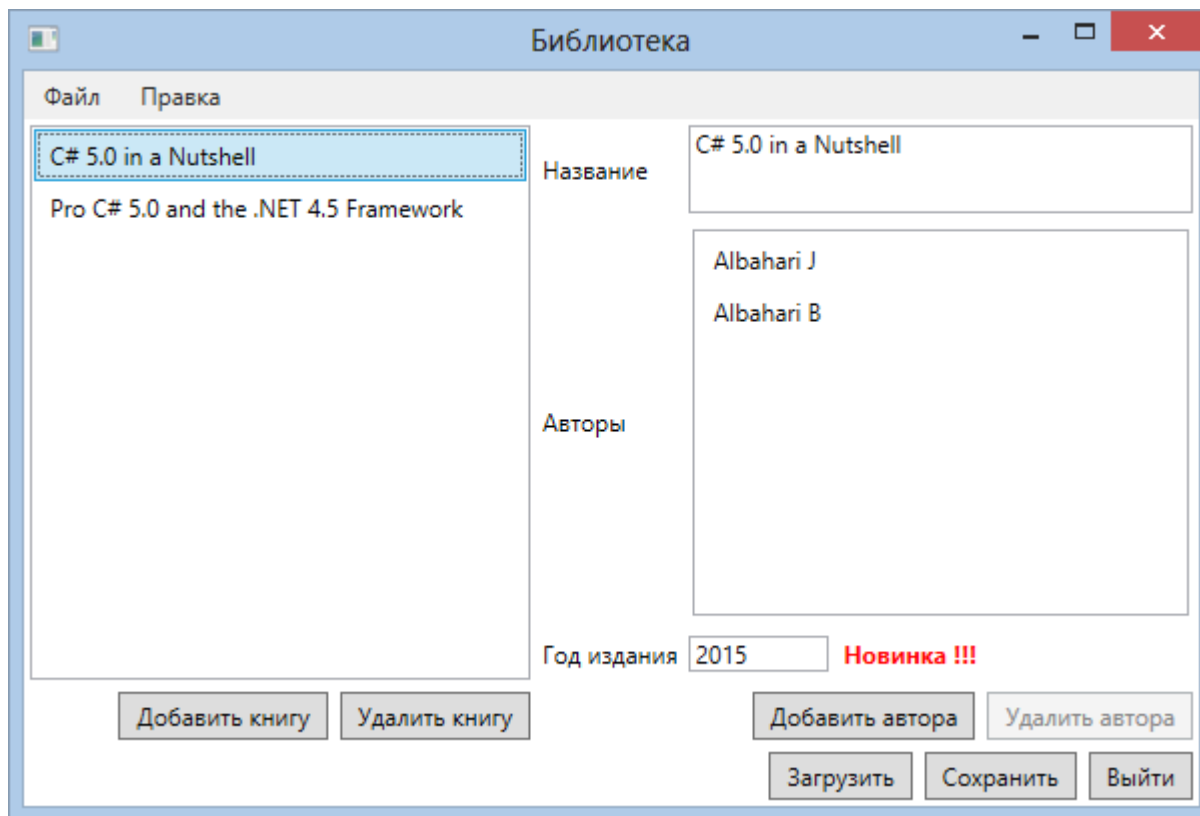 Библиотека
Файл Правка
C# 5.0 in a Nutshell
Pro C# 5.0 and the .NET 4.5 Framework
Название
C# 5.0 in a Nutshell
Авторы
Albahari J
Albahari B
Год издания 2015 Новинка !!!
Добавить книгу Удалить книгу Добавить автора Удалить автора
Загрузить Сохранить Выйти